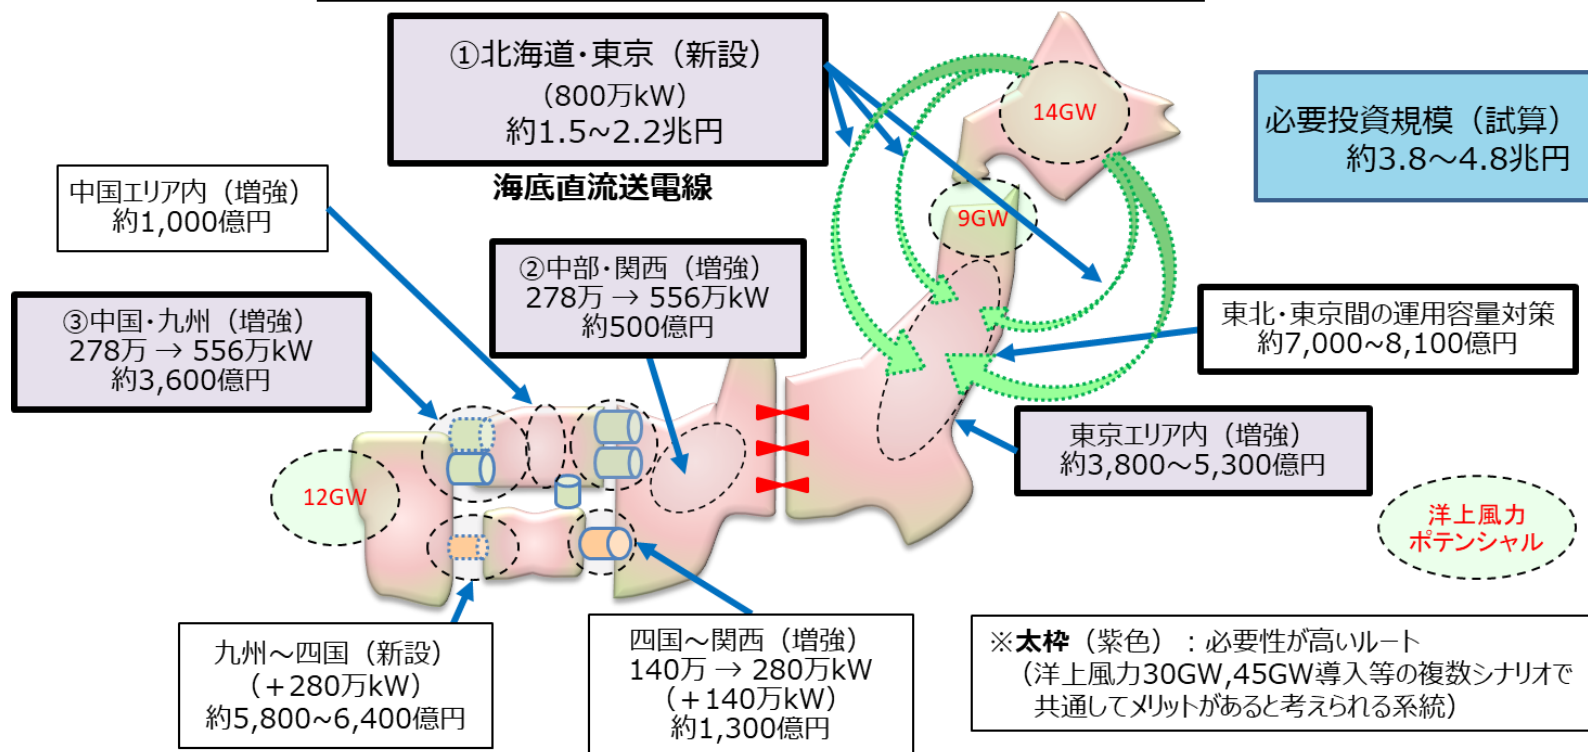 ①北海道・東京（新設）
（800万kW）
約1.5~2.2兆円
海底直流送電線
14GW
必要投資規模（試算）
約3.8～4.8兆円
中国エリア内（増強）
約1,000億円
9GW
②中部・関西（増強）
278万 → 556万kW
約500億円
③中国・九州（増強）
278万 → 556万kW
約3,600億円
東北・東京間の運用容量対策
約7,000~8,100億円
東京エリア内（増強）
約3,800～5,300億円
12GW
洋上風力
ポテンシャル
九州～四国（新設）
（＋280万kW）
約5,800~6,400億円
四国～関西（増強）
140万 → 280万kW
（＋140万kW）
約1,300億円
※太枠（紫色）：必要性が高いルート
（洋上風力30GW,45GW導入等の複数シナリオで
共通してメリットがあると考えられる系統）